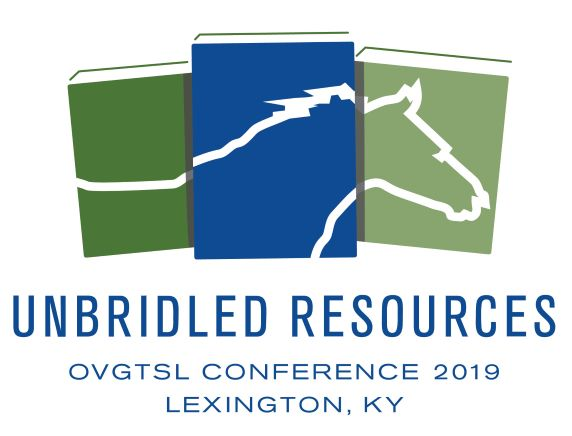 UNBRIDLED RESOURCES
OVGTSL CONFERENCE 2019
LEXINGTON, KY